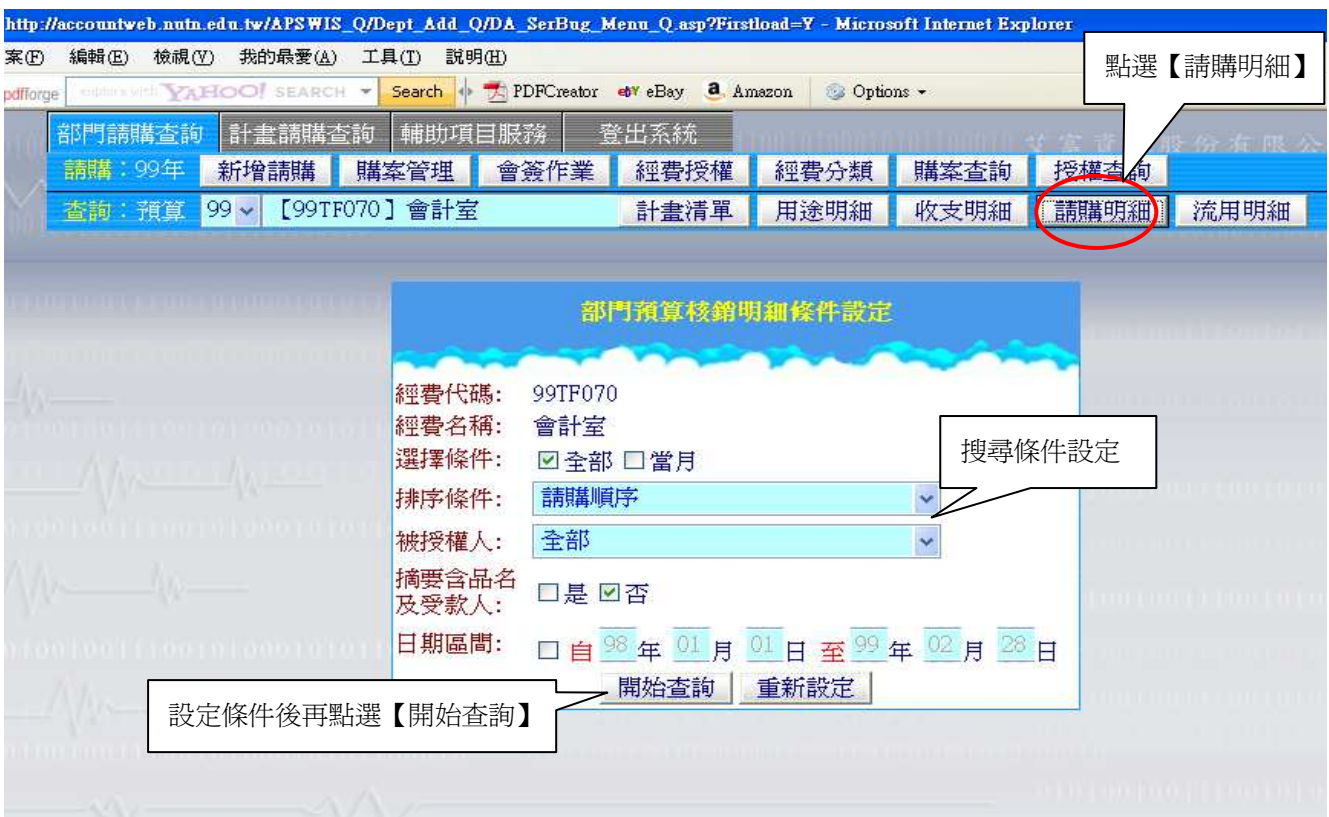 http://accountweb.nutn.edu.tw/APSWIS_Q/Dept_Add_Q/DA_SerBug_Menu_Q.asp?Firstload=Y - Microsoft Internet Explorer
案(F) 編輯(E) 檢視(V) 我的最愛(A) 工具(T) 說明(H)
點選【請購明細】
pdfforge YAHOO! SEARCH Search PDFCreator eBay Amazon Options
部門請購查詢 計畫請購查詢 輔助項目服務 登出系統
請購：99年 新增請購 購案管理 會簽作業 經費授權 經費分類 購案查詢 授權查詢
查詢：預算 99 【99TF070】會計室 計畫清單 用途明細 收支明細 請購明細 流用明細
部門預算核銷明細條件設定
經費代碼: 99TF070
經費名稱: 會計室
選擇條件: 全部 當月
搜尋條件設定
排序條件: 請購順序
被授權人: 全部
摘要含品名
及受款人: 是 否
日期區間: 自 98 年 01 月 01 日 至 99 年 02 月 28 日
開始查詢 重新設定
設定條件後再點選【開始查詢】